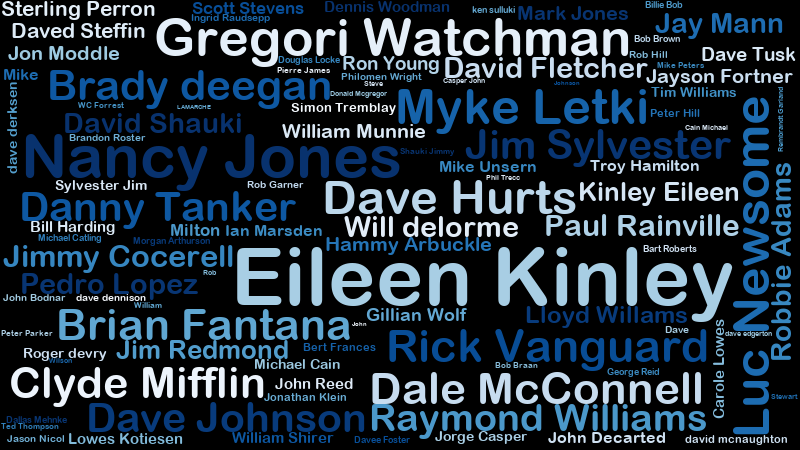 Sterling Perron
Scott Stevens
Dennis Woodman
ken sulluki
Mark Jones
Billie Bob
Ingrid Raudsepp
Daved Steffin
Gregori Watchman
Jay Mann
Bob Brown
Jon Moddle
Douglas Locke
Ron Young
David Fletcher
Rob Hill
Dave Tusk
Mike Peters
Mike
Pierre James
Philomen Wright
Jayson Fortner
Brady deegan
Steve
Casper John
Johnson
dave derksen
Donald Mcgregor
Tim Williams
Rembrandt Garland
WC Forrest
LAMARCHE
Simon Tremblay
Myke Letki
Peter Hill
David Shauki
William Munnie
Cain Michael
Brandon Roster
Nancy Jones
Shauki Jimmy
Jim Sylvester
Mike Unsern
Troy Hamilton
Phil Trecc
Sylvester Jim
Rob Garner
Dave Hurts
Kinley Eileen
Luc Newsome
Robbie Adams
Danny Tanker
Bill Harding
Milton Ian Marsden
Will delorme
Paul Rainville
Michael Catling
Morgan Arthurson
Hammy Arbuckle
Bart Roberts
Jimmy Cocerell
Rob
Eileen Kinley
Pedro Lopez
John Bodnar
dave dennison
William
Brian Fantana
John
Gillian Wolf
Lloyd Willams
Peter Parker
Dave
dave edgerton
Roger devry
Jim Redmond
Bert Frances
Rick Vanguard
Wilson
Michael Cain
Bob Braan
George Reid
Carole Lowes
Clyde Mifflin
John Reed
Jonathan Klein
Dale McConnell
Stewart
Dallas Mehnke
Dave Johnson
Raymond Williams
Ted Thompson
Jason Nicol
Lowes Kotiesen
William Shirer
Davee Foster
Jorge Casper
John Decarted
david mcnaughton